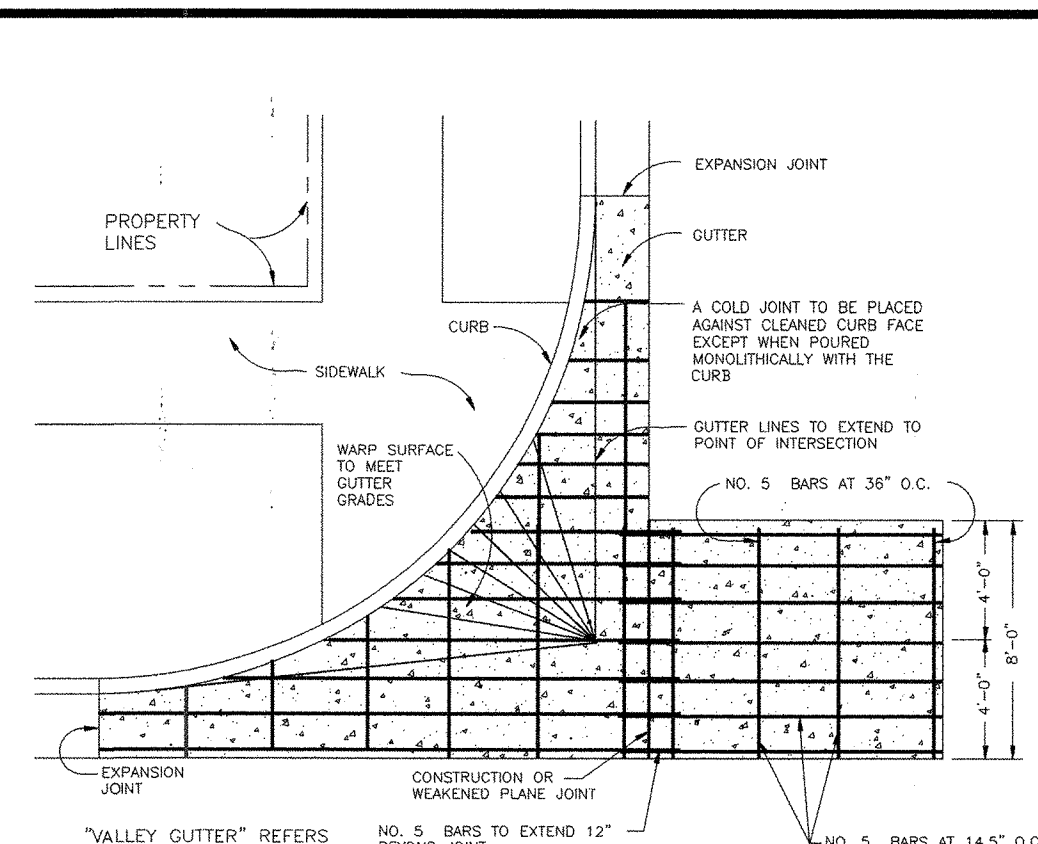 EXPANSION JOINT
PROPERTY
LINES
GUTTER
A COLD JOINT TO BE PLACED
AGAINST CLEANED CURB FACE
EXCEPT WHEN POURED
MONOLITHICALLY WITH THE
CURB
CURB
SIDEWALK
GUTTER LINES TO EXTEND TO
POINT OF INTERSECTION
WARP SURFACE
TO MEET
GUTTER
GRADES
NO. 5 BARS AT 36" O.C.
4'-0"
8'-0"
4'-0"
EXPANSION
JOINT
CONSTRUCTION OR
WEAKENED PLANE JOINT
"VALLEY GUTTER" REFERS
NO. 5 BARS TO EXTEND 12"
BEYOND JOINT
NO. 5 BARS AT 14.5" O.C.